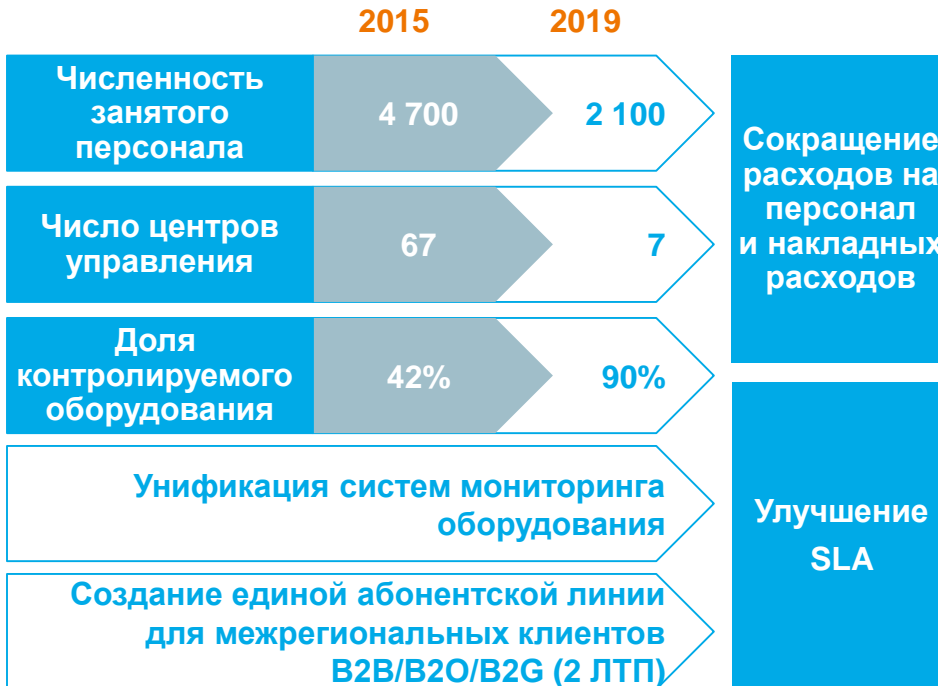 2015 2019
Численность
занятого
персонала
4 700
2 100
Число центров
управления
67
7
Доля
контролируемого
оборудования
42%
90%
Унификация систем мониторинга
оборудования
Создание единой абонентской линии
для межрегиональных клиентов
B2B/B2O/B2G (2 ЛТП)
Сокращение
расходов на
персонал
и накладных
расходов
Улучшение
SLA